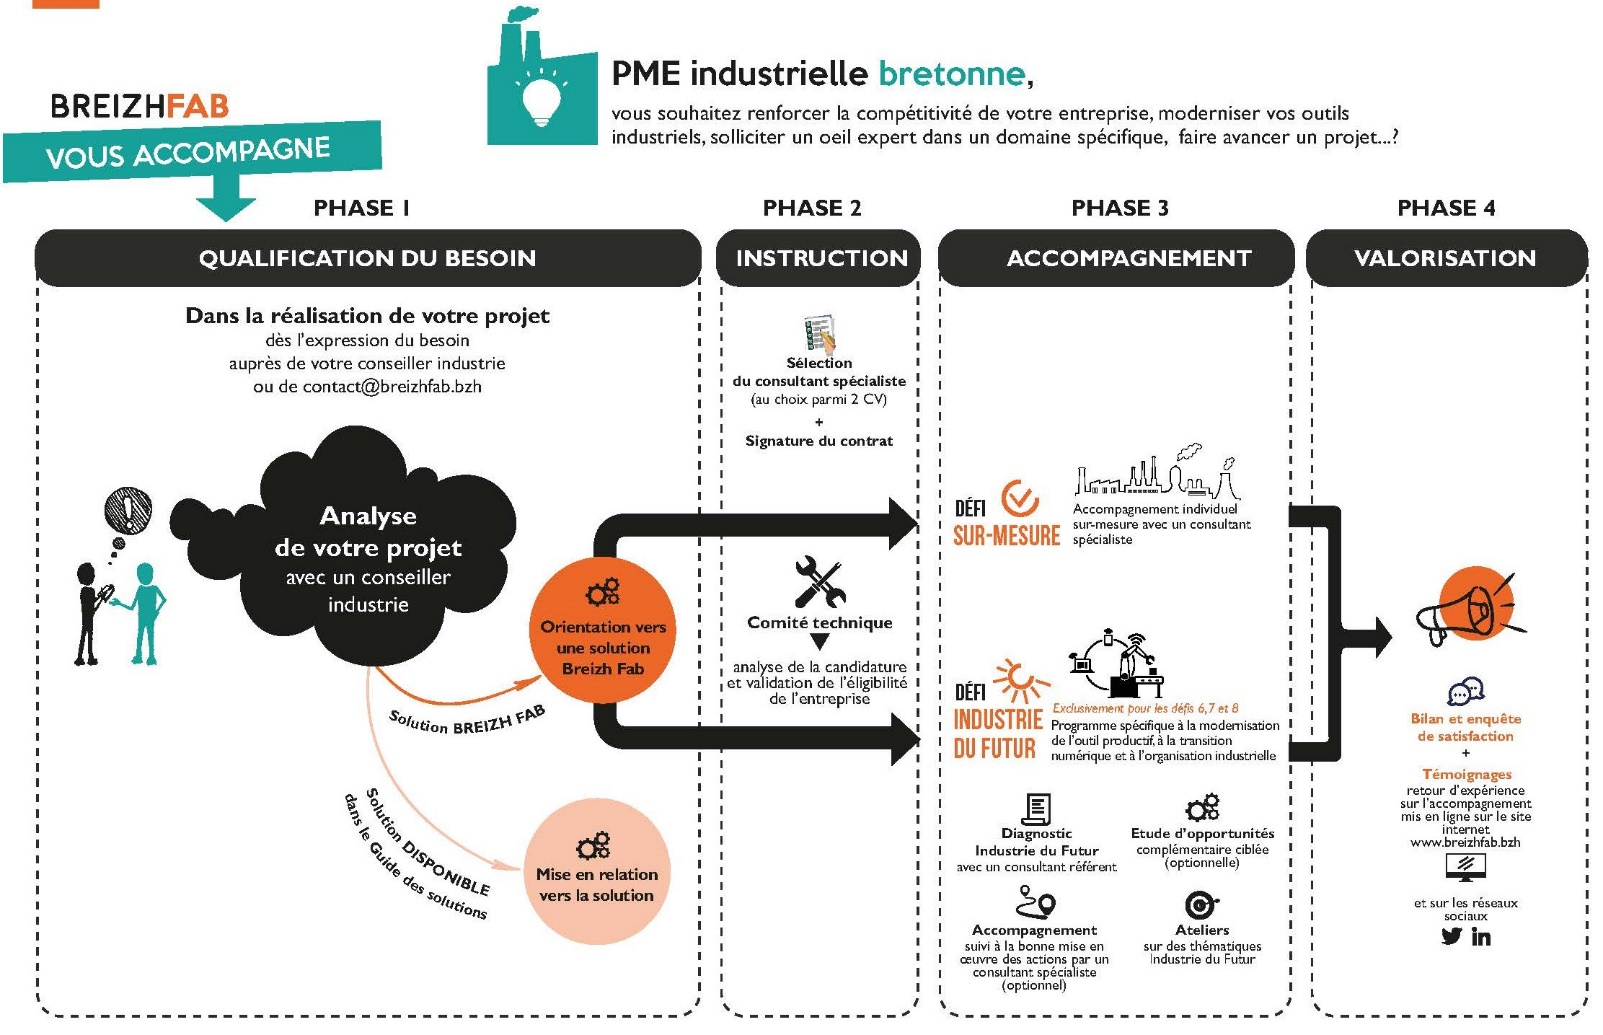 PME industrielle bretonne,
vous souhaitez renforcer la compétitivité de votre entreprise, moderniser vos outils
industriels, solliciter un oeil expert dans un domaine spécifique, faire avancer un projet...?
BREIZHFAB
VOUS ACCOMPAGNE
PHASE 1
QUALIFICATION DU BESOIN
Dans la réalisation de votre projet
dès l'expression du besoin
auprès de votre conseiller industrie
ou de contact@breizhfab.bzh
Analyse
de votre projet
avec un conseiller
industrie
Orientation vers
une solution
Breizh Fab
Solution BREIZH FAB
Solution DISPONIBLE
dans le Guide des solutions
Mise en relation
vers la solution
PHASE 2
INSTRUCTION
Sélection
du consultant spécialiste
(au choix parmi 2 CV)
+
Signature du contrat
Comité technique
analyse de la candidature
et validation de l'éligibilité
de l'entreprise
PHASE 3
ACCOMPAGNEMENT
DÉFI
SUR-MESURE
Accompagnement individuel
sur-mesure avec un consultant
spécialiste
DÉFI
INDUSTRIE
DU FUTUR
Exclusivement pour les défis 6,7 et 8
Programme spécifique à la modernisation
de l'outil productif, à la transition
numérique et à l'organisation industrielle
Diagnostic
Industrie du Futur
avec un consultant référent
Etude d'opportunités
complémentaire ciblée
(optionnelle)
Accompagnement
suivi à la bonne mise en
œuvre des actions par un
consultant spécialiste
(optionnel)
Ateliers
sur des thématiques
Industrie du Futur
PHASE 4
VALORISATION
Bilan et enquête
de satisfaction
+
Témoignages
retour d'expérience
sur l'accompagnement
mis en ligne sur le site
internet
www.breizhfab.bzh
et sur les réseaux
sociaux
in